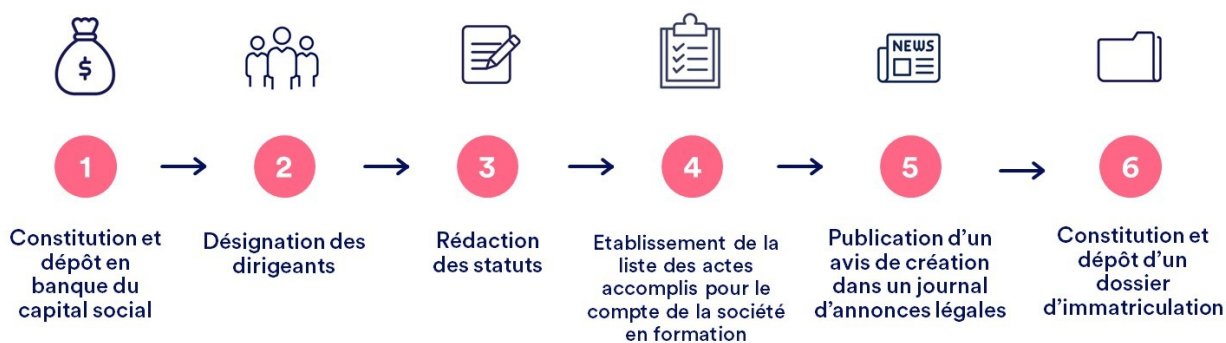 $
NEWS
1
2
3
4
5
6
Constitution et
dépôt en
banque du
capital social
Désignation des
dirigeants
Rédaction
des statuts
Etablissement de la
liste des actes
accomplis pour le
compte de la société
en formation
Publication d'un
avis de création
dans un journal
d'annonces légales
Constitution et
dépôt d'un
dossier
d'immatriculation